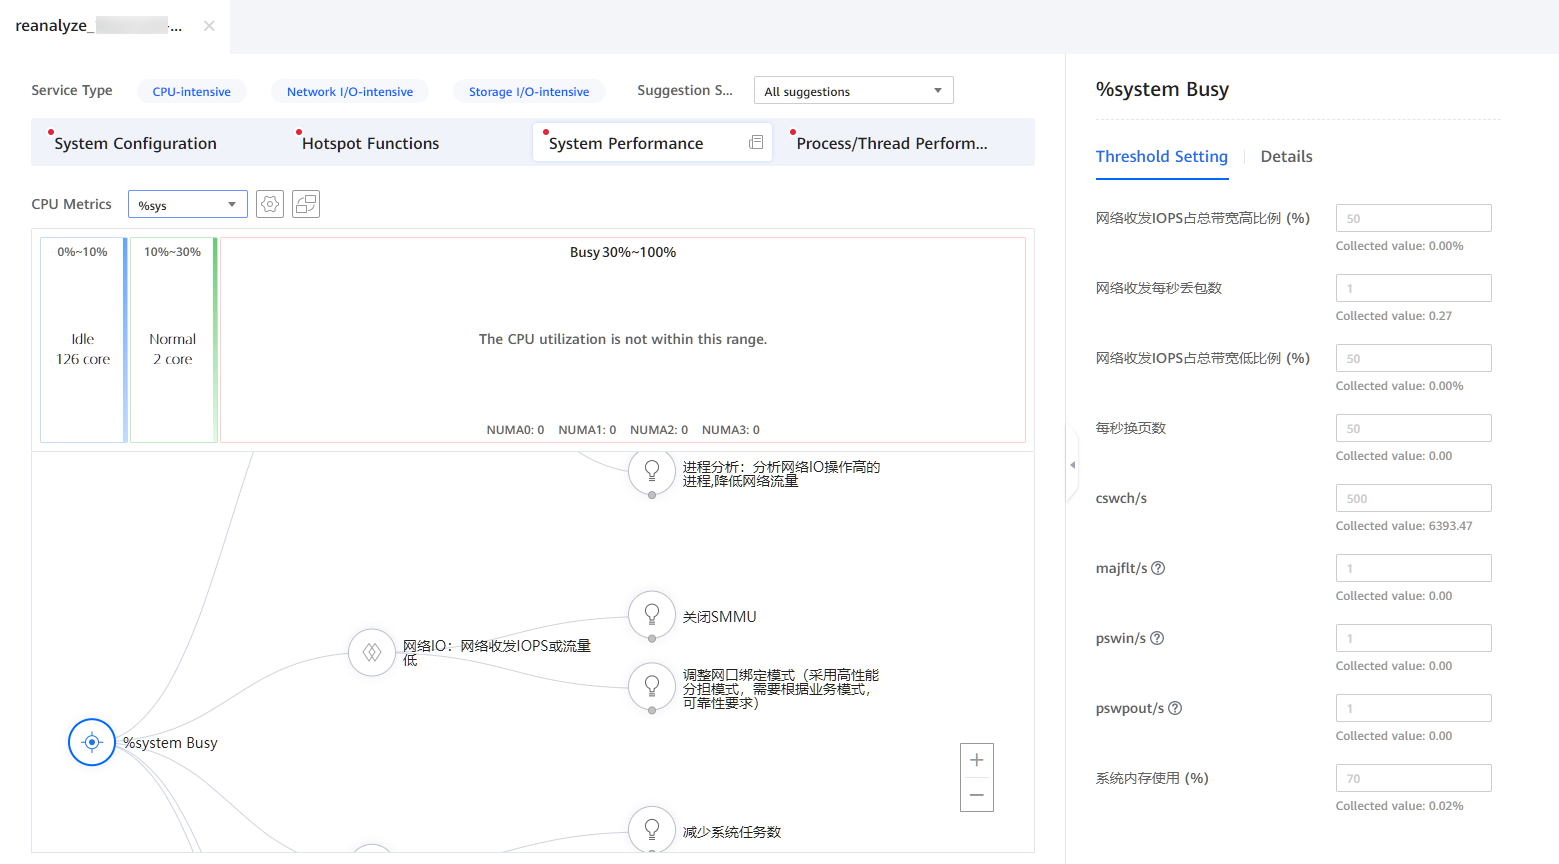 reanalyze_
...
Service Type
CPU-intensive
Network I/O-intensive
Storage I/O-intensive
Suggestion S...
All suggestions
System Configuration
Hotspot Functions
System Performance
Process/Thread Perform...
CPU Metrics
%sys
0%~10%
10%~30%
Busy 30%~100%
Idle
126 core
Normal
2 core
The CPU utilization is not within this range.
NUMA0: 0 NUMA1: 0 NUMA2: 0 NUMA3: 0
进程分析：分析网络IO操作高的
进程,降低网络流量
关闭SMMU
网络IO：网络收发IOPS或流量
低
调整网口绑定模式（采用高性能
分担模式，需要根据业务模式，
可靠性要求）
%system Busy
减少系统任务数
%system Busy
Threshold Setting
Details
网络收发IOPS占总带宽高比例 (%)
50
Collected value: 0.00%
网络收发每秒丢包数
1
Collected value: 0.27
网络收发IOPS占总带宽低比例 (%)
50
Collected value: 0.00%
每秒换页数
50
Collected value: 0.00
cswch/s
500
Collected value: 6393.47
majflt/s
1
Collected value: 0.00
pswin/s
1
Collected value: 0.00
pswpout/s
1
Collected value: 0.00
系统内存使用 (%)
70
Collected value: 0.02%